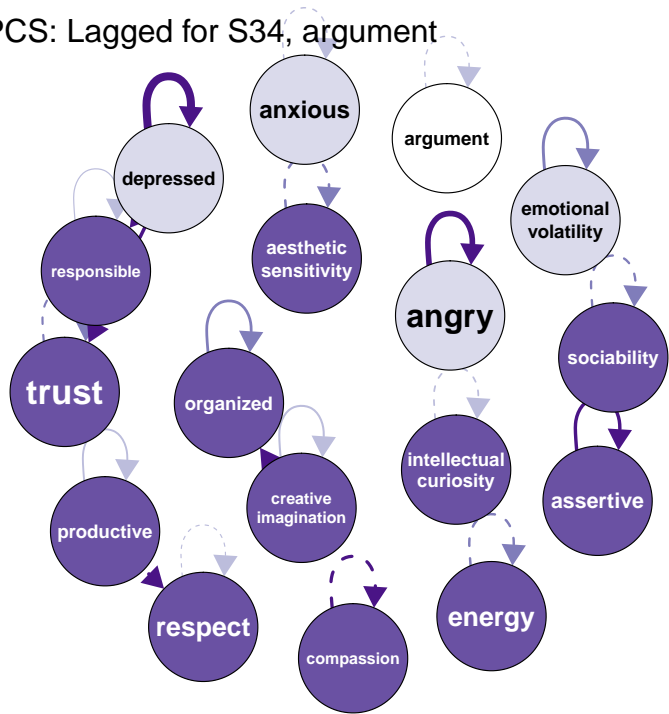 PCS: Lagged for S34, argument
anxious
argument
depressed
emotional
volatility
responsible
aesthetic
sensitivity
angry
sociability
trust
organized
intellectual
curiosity
assertive
creative
imagination
productive
respect
energy
compassion